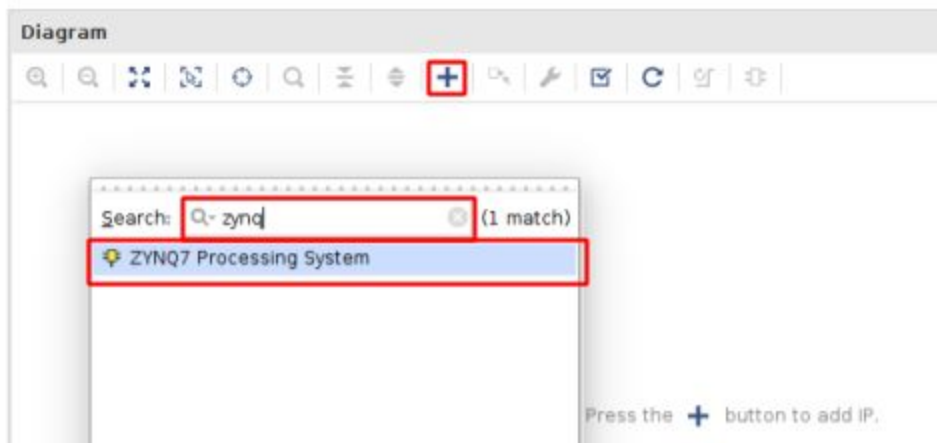 Diagram
Search: zynq (1 match)
ZYNQ7 Processing System
Press the + button to add IP.